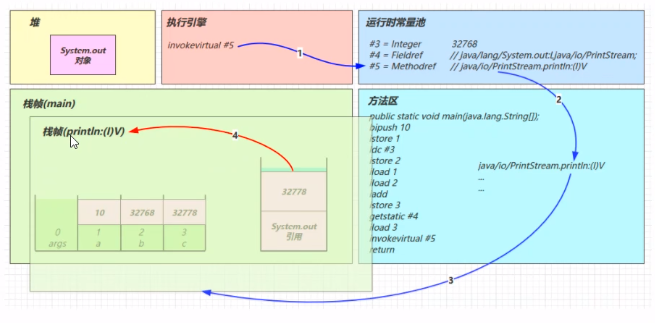 堆
System.out
对象
执行引擎
invokevirtual #5
1
运行时常量池
#3 = Integer 32768
#4 = Fieldref // java/lang/System.out:Ljava/io/PrintStream;
#5 = Methodref // java/io/PrintStream.println:(I)V
2
栈帧(main)
栈帧(println:(I)V)
4
32778
System.out
引用
10 32768 32778
0 1 2 3
args a b c
方法区
public static void main(java.lang.String[]);
bipush 10
istore 1
ldc #3
istore 2
iload 1
iload 2
iadd
istore 3
getstatic #4
iload 3
invokevirtual #5
return
java/io/PrintStream.println:(I)V
...
...
3